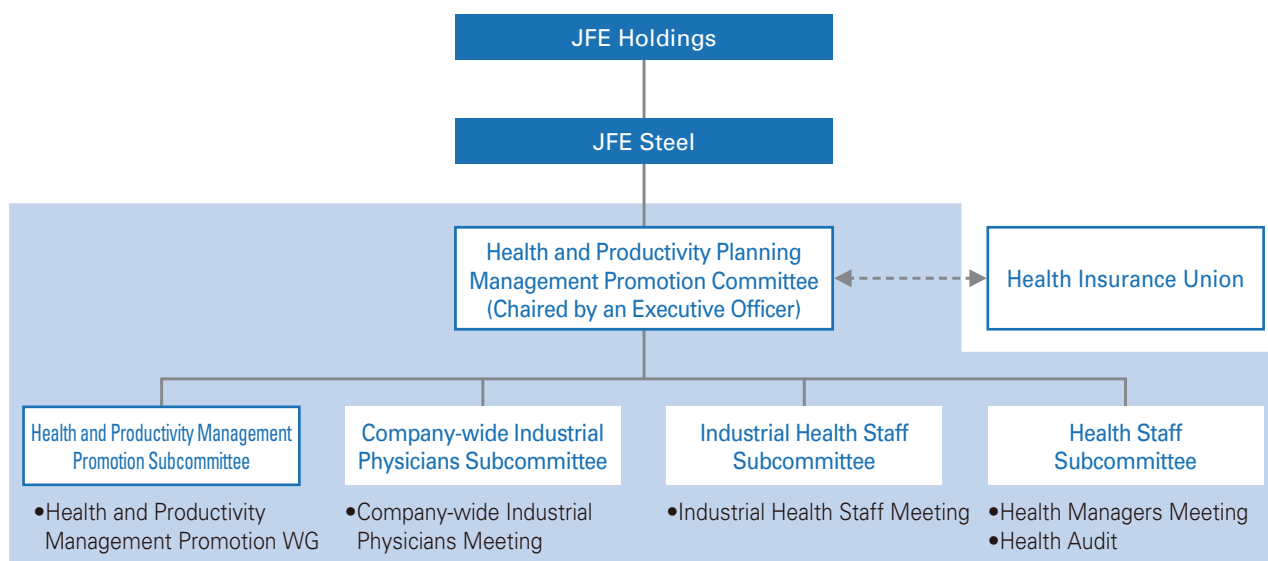 JFE Holdings
JFE Steel
Health and Productivity Planning
Management Promotion Committee
(Chaired by an Executive Officer)
Health Insurance Union
Health and Productivity Management
Promotion Subcommittee
•Health and Productivity
Management Promotion WG
Company-wide Industrial
Physicians Subcommittee
•Company-wide Industrial
Physicians Meeting
Industrial Health Staff
Subcommittee
•Industrial Health Staff Meeting
Health Staff
Subcommittee
•Health Managers Meeting
•Health Audit